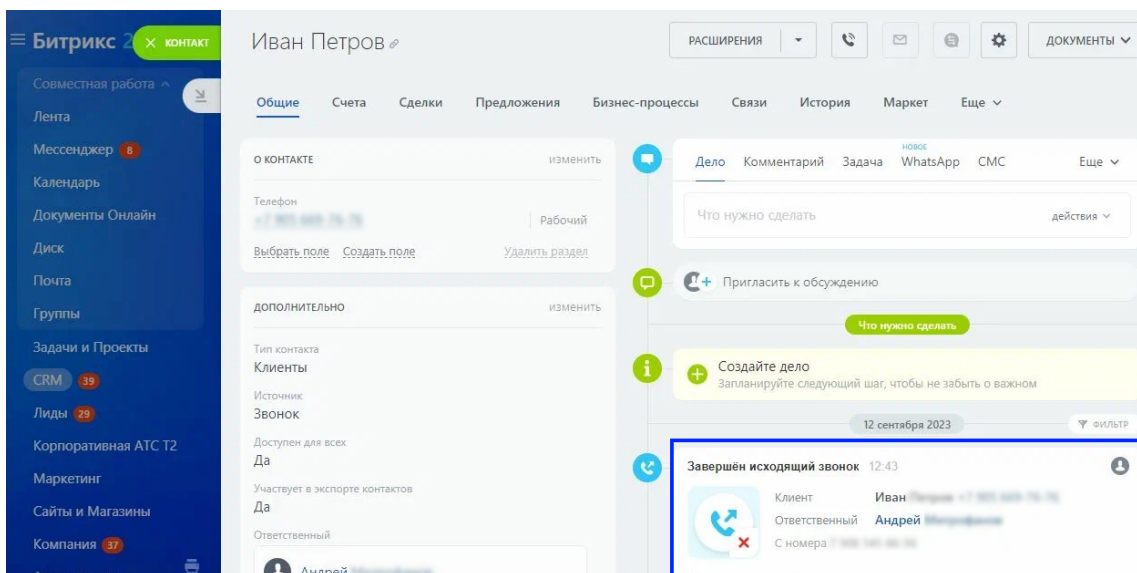 Битрикс 2
КОНТАКТ
Совместная работа
Лента
Мессенджер 8
Календарь
Документы Онлайн
Диск
Почта
Группы
Задачи и Проекты
CRM 39
Лиды 29
Корпоративная АТС Т2
Маркетинг
Сайты и Магазины
Компания 37
Иван Петров
РАСШИРЕНИЯ
ДОКУМЕНТЫ
Общие Счета Сделки Предложения Бизнес-процессы Связи История Маркет Еще
О КОНТАКТЕ изменить
Телефон
Рабочий
Выбрать поле Создать поле Удалить раздел
ДОПОЛНИТЕЛЬНО изменить
Тип контакта
Клиенты
Источник
Звонок
Доступен для всех
Да
Участвует в экспорте контактов
Да
Ответственный
Андрей
НОВОЕ
Дело Комментарий Задача WhatsApp СМС Еще
Что нужно сделать действия
Пригласить к обсуждению
Что нужно сделать
Создайте дело
Запланируйте следующий шаг, чтобы не забыть о важном
12 сентября 2023 ФИЛЬТР
Завершён исходящий звонок 12:43
Клиент Иван
Ответственный Андрей
С номера